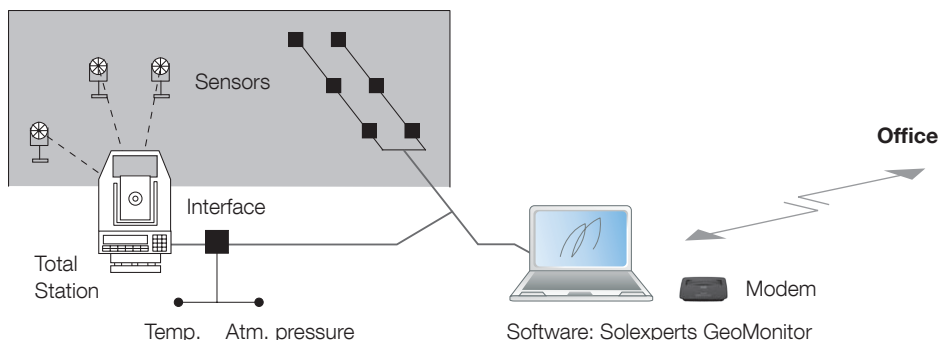 Sensors
Office
Interface
Total
Station
Modem
Temp. Atm. pressure
Software: Solexperts GeoMonitor